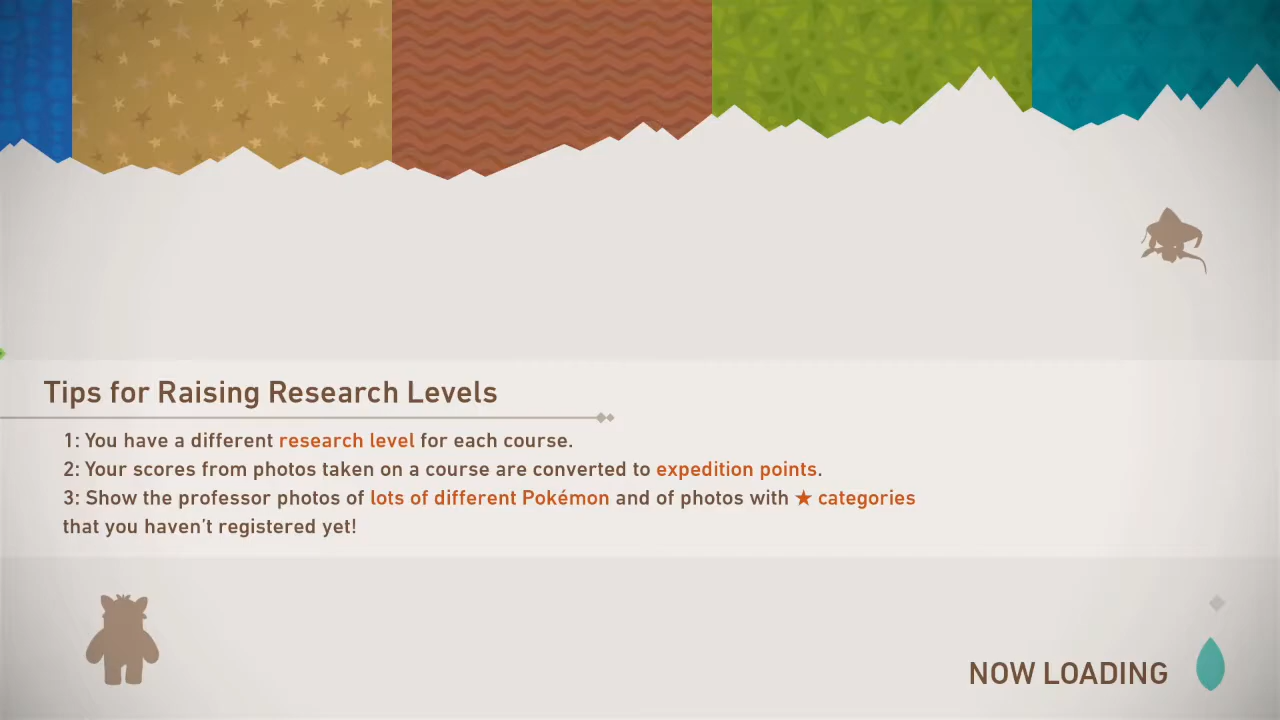 Tips for Raising Research Levels
1: You have a different research level for each course.
2: Your scores from photos taken on a course are converted to expedition points.
3: Show the professor photos of lots of different Pokémon and of photos with ★ categories
that you haven't registered yet!
NOW LOADING